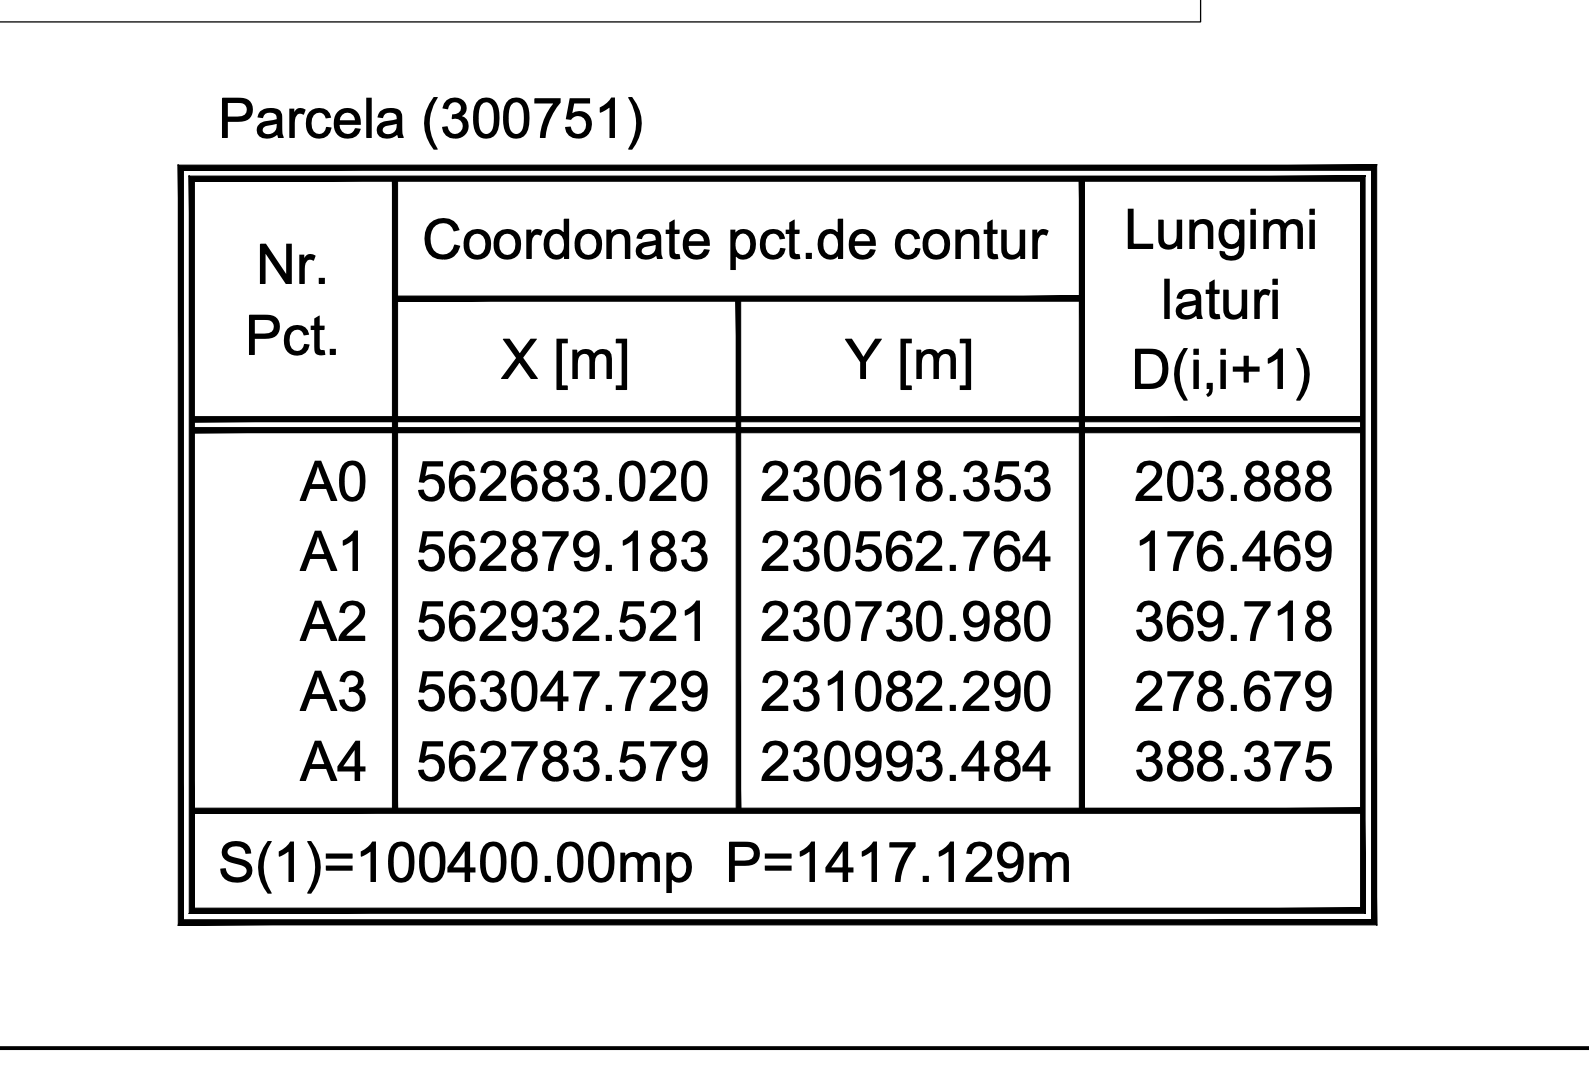 Parcela (300751)
Nr.
Pct.
Coordonate pct.de contur
X [m] Y [m]
Lungimi
laturi
D(i,i+1)
A0 562683.020 230618.353 203.888
A1 562879.183 230562.764 176.469
A2 562932.521 230730.980 369.718
A3 563047.729 231082.290 278.679
A4 562783.579 230993.484 388.375
S(1)=100400.00mp P=1417.129m